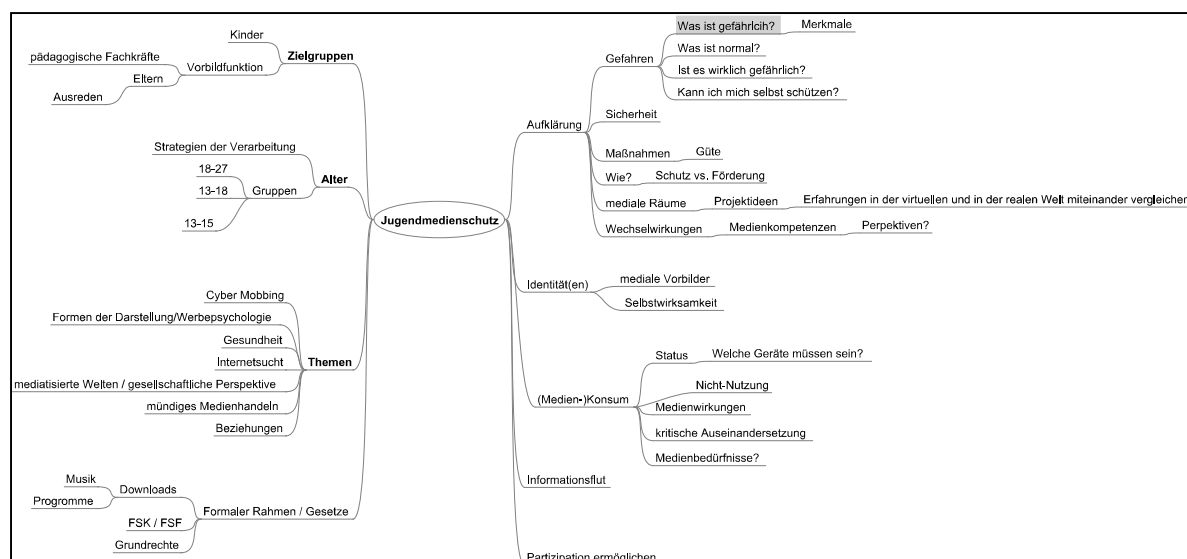 Jugendmedienschutz
Zielgruppen
Kinder
Vorbildfunktion
pädagogische Fachkräfte
Eltern
Ausreden
Alter
Strategien der Verarbeitung
Gruppen
18-27
13-18
13-15
Themen
Cyber Mobbing
Formen der Darstellung/Werbepsychologie
Gesundheit
Internetsucht
mediatisierte Welten / gesellschaftliche Perspektive
mündiges Medienhandeln
Beziehungen
Formaler Rahmen / Gesetze
Downloads
Musik
Programme
FSK / FSF
Grundrechte
Aufklärung
Gefahren
Was ist gefährlcih?
Merkmale
Was ist normal?
Ist es wirklich gefährlich?
Kann ich mich selbst schützen?
Sicherheit
Maßnahmen
Güte
Wie?
Schutz vs. Förderung
mediale Räume
Projektideen
Erfahrungen in der virtuellen und in der realen Welt miteinander vergleichen
Wechselwirkungen
Medienkompetenzen
Perpektiven?
Identität(en)
mediale Vorbilder
Selbstwirksamkeit
(Medien-)Konsum
Status
Welche Geräte müssen sein?
Nicht-Nutzung
Medienwirkungen
kritische Auseinandersetzung
Medienbedürfnisse?
Informationsflut
Partizipation ermöglichen